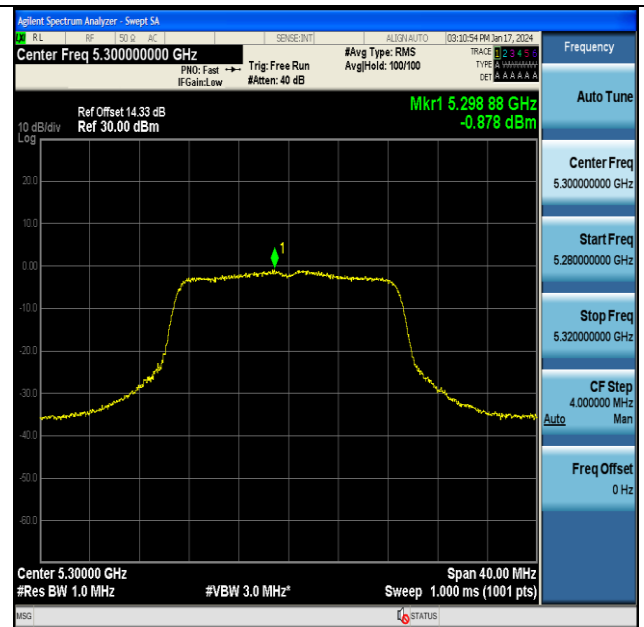 Agilent Spectrum Analyzer - Swept SA
LXI RL RF 50 Ω AC SENSE:INT ALIGNAUTO 03:10:54 PM Jan 17, 2024
Center Freq 5.300000000 GHz
PNO: Fast
IFGain:Low
Trig: Free Run
#Atten: 40 dB
#Avg Type: RMS
Avg|Hold: 100/100
TRACE 1 2 3 4 5 6
TYPE A
DET A A A A A A
Frequency
Mkr1 5.298 88 GHz
-0.878 dBm
Ref Offset 14.33 dB
10 dB/div Ref 30.00 dBm
Log
20.0
10.0
0.00
-10.0
-20.0
-30.0
-40.0
-50.0
-60.0
1
Center 5.30000 GHz Span 40.00 MHz
#Res BW 1.0 MHz #VBW 3.0 MHz* Sweep 1.000 ms (1001 pts)
Auto Tune
Center Freq
5.300000000 GHz
Start Freq
5.280000000 GHz
Stop Freq
5.320000000 GHz
CF Step
4.000000 MHz
Auto Man
Freq Offset
0 Hz
MSG STATUS